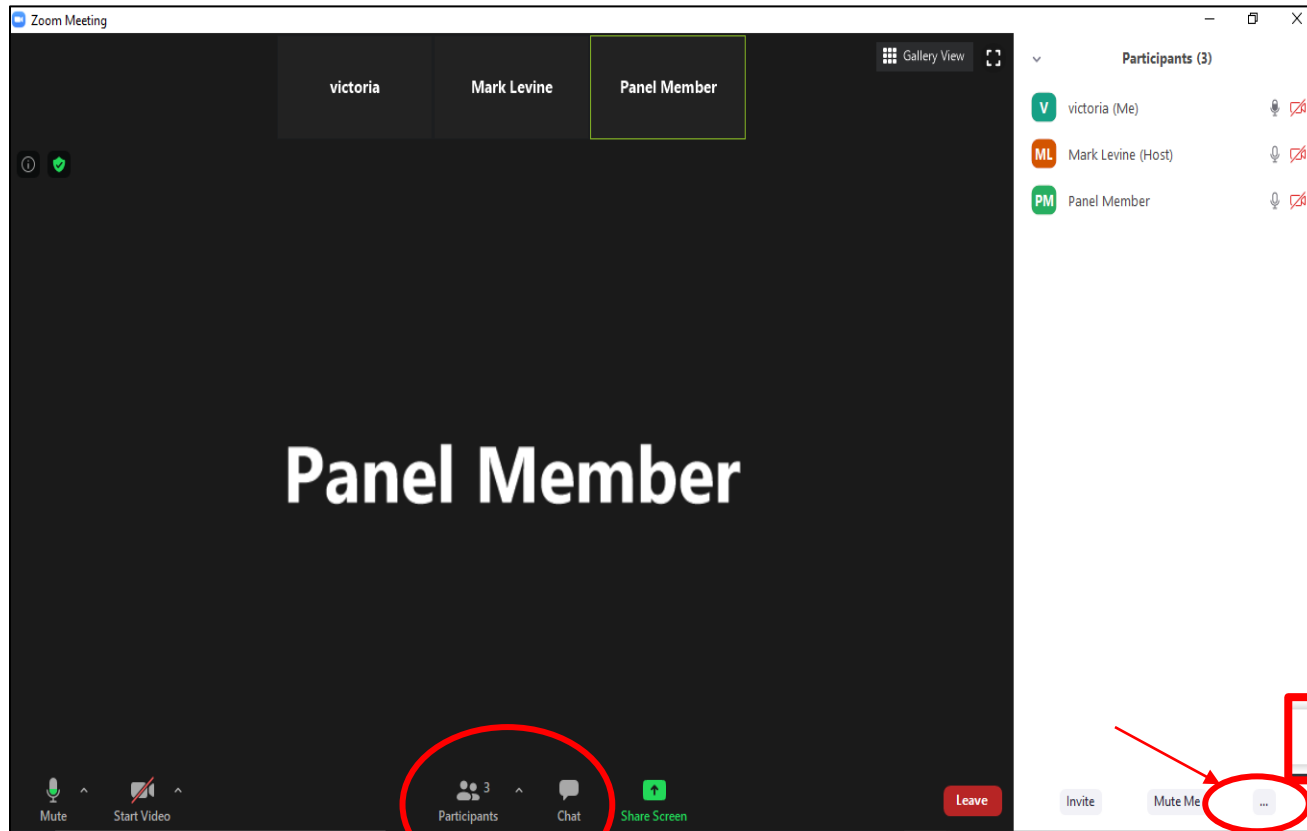 Zoom Meeting
victoria
Mark Levine
Panel Member
Gallery View
Participants (3)
V victoria (Me)
ML Mark Levine (Host)
PM Panel Member
Panel Member
Mute
Start Video
3
Participants
Chat
Share Screen
Leave
Invite
Mute Me
...